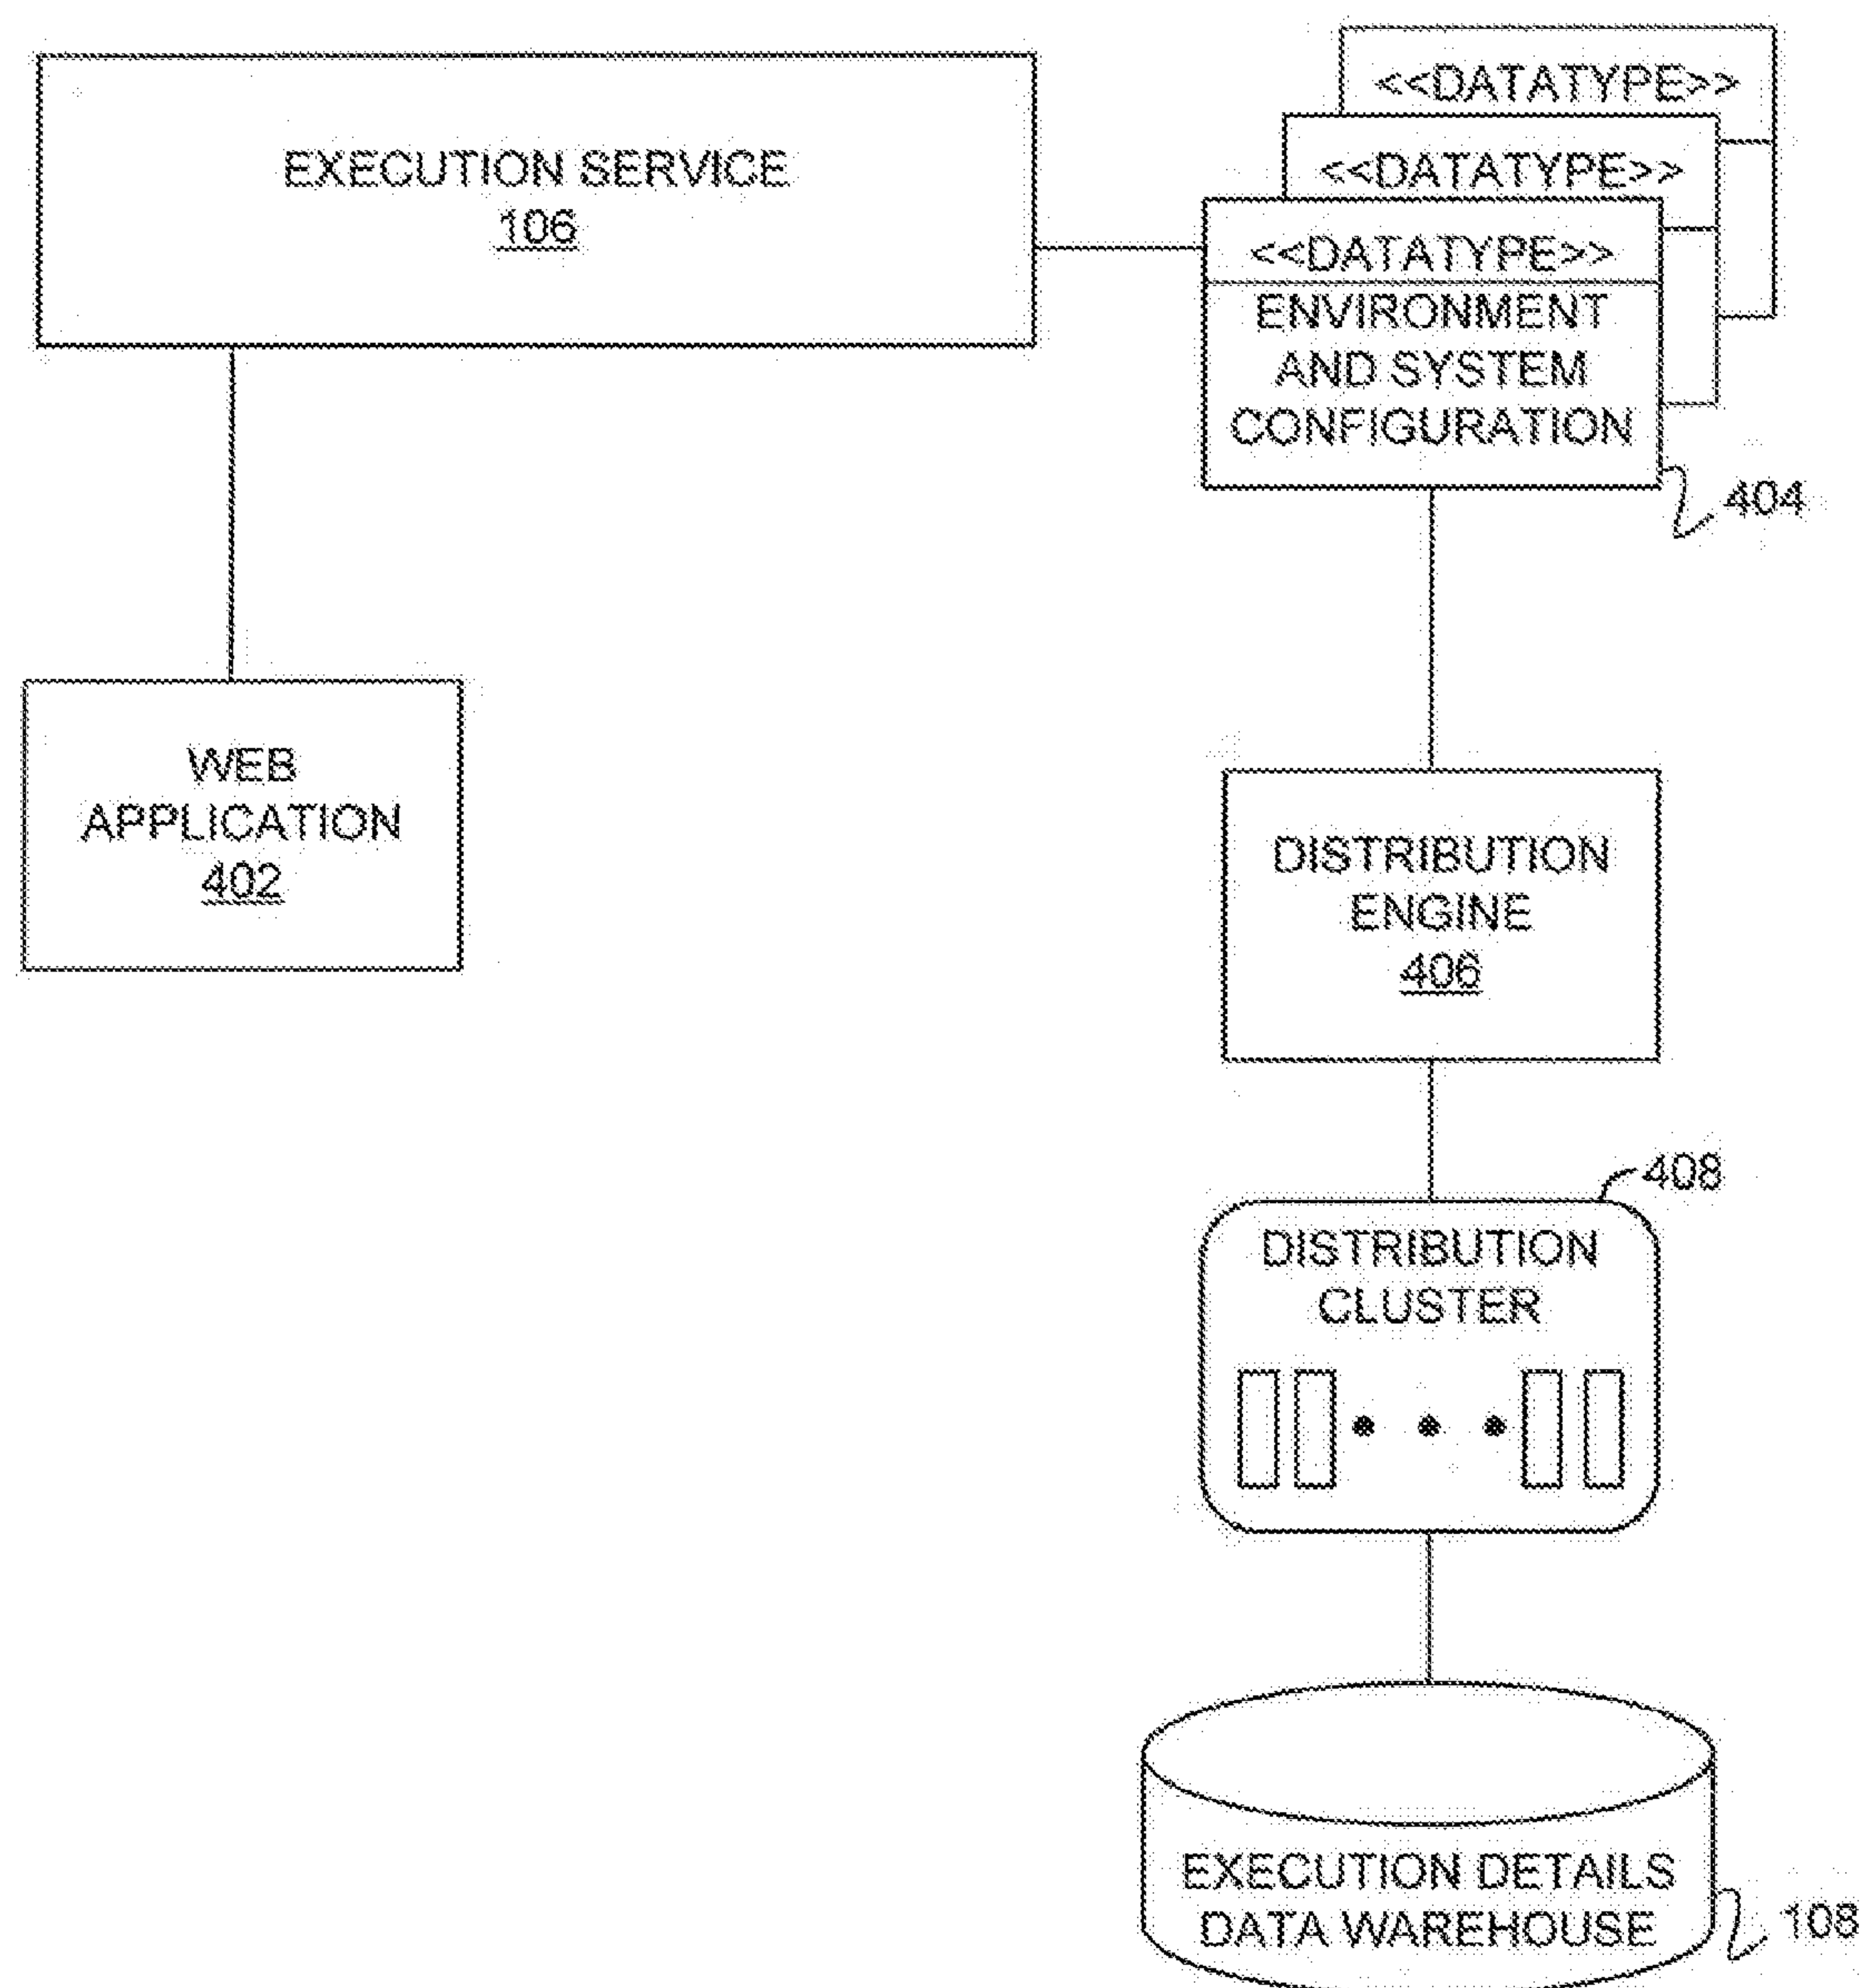 <<DATATYPE>>
<<DATATYPE>>
<<DATATYPE>>
ENVIRONMENT
AND SYSTEM
CONFIGURATION
404
EXECUTION SERVICE
106
WEB
APPLICATION
402
DISTRIBUTION
ENGINE
406
408
DISTRIBUTION
CLUSTER
EXECUTION DETAILS
DATA WAREHOUSE
108